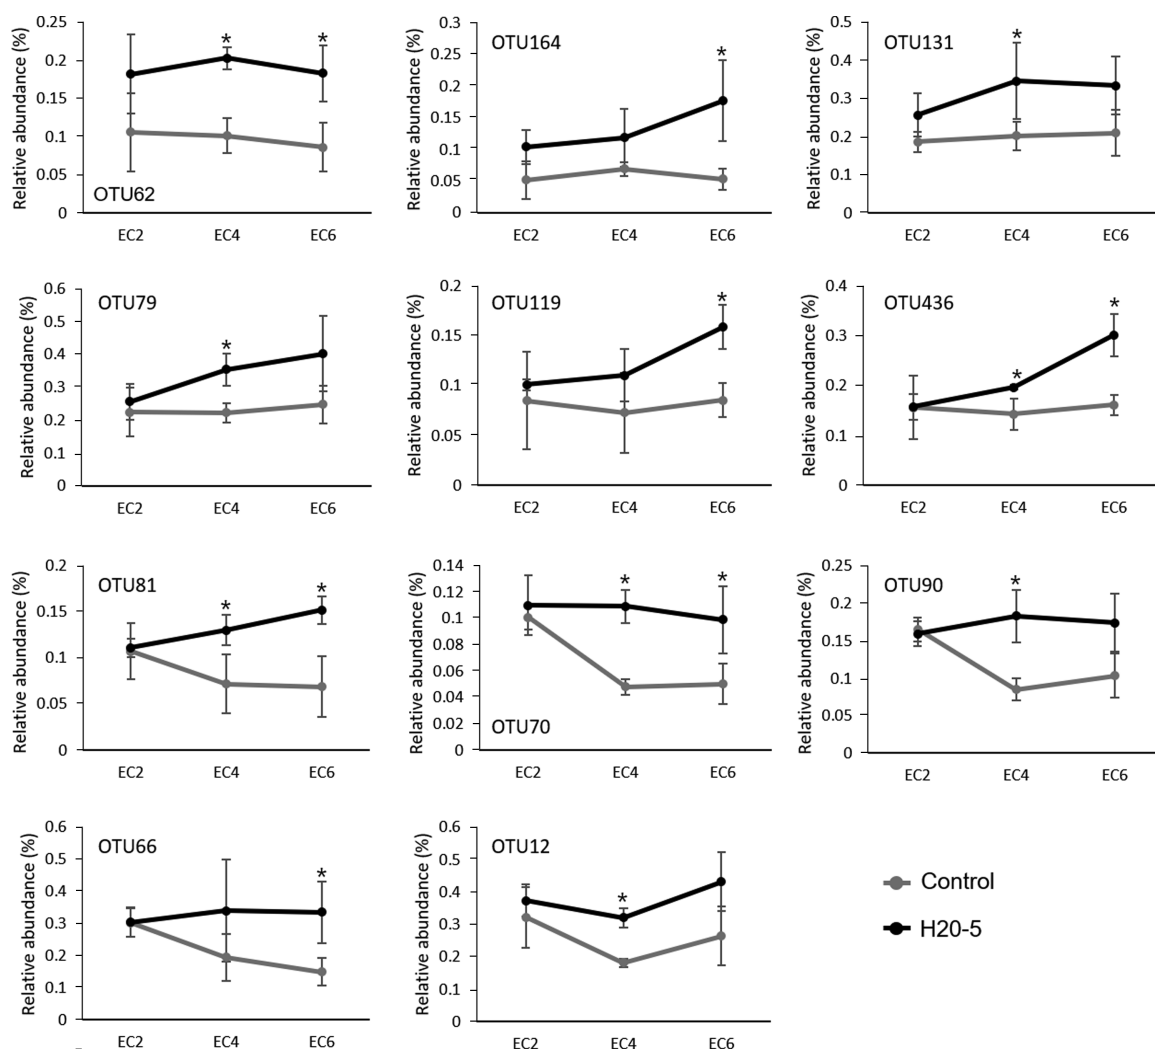 Relative abundance (%)
0.25
0.2
0.15
0.1
0.05
0
OTU62
*
*
EC2
EC4
EC6
Relative abundance (%)
0.3
0.25
0.2
0.15
0.1
0.05
0
OTU164
*
EC2
EC4
EC6
Relative abundance (%)
0.5
0.4
0.3
0.2
0.1
0
OTU131
*
EC2
EC4
EC6
Relative abundance (%)
0.6
0.5
0.4
0.3
0.2
0.1
0
OTU79
*
EC2
EC4
EC6
Relative abundance (%)
0.2
0.15
0.1
0.05
0
OTU119
*
EC2
EC4
EC6
Relative abundance (%)
0.4
0.3
0.2
0.1
0
OTU436
*
*
EC2
EC4
EC6
Relative abundance (%)
0.2
0.15
0.1
0.05
0
OTU81
*
*
EC2
EC4
EC6
Relative abundance (%)
0.14
0.12
0.1
0.08
0.06
0.04
0.02
0
OTU70
*
*
EC2
EC4
EC6
Relative abundance (%)
0.25
0.2
0.15
0.1
0.05
0
OTU90
*
EC2
EC4
EC6
Relative abundance (%)
0.6
0.5
0.4
0.3
0.2
0.1
0
OTU66
*
EC2
EC4
EC6
Relative abundance (%)
0.6
0.5
0.4
0.3
0.2
0.1
0
OTU12
*
EC2
EC4
EC6
Control
H20-5